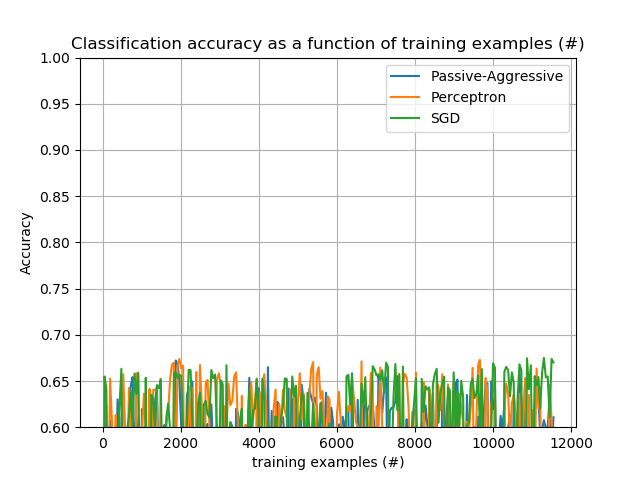 Classification accuracy as a function of training examples (#)
Passive-Aggressive
Perceptron
SGD
Accuracy
1.00
0.95
0.90
0.85
0.80
0.75
0.70
0.65
0.60
0 2000 4000 6000 8000 10000 12000
training examples (#)